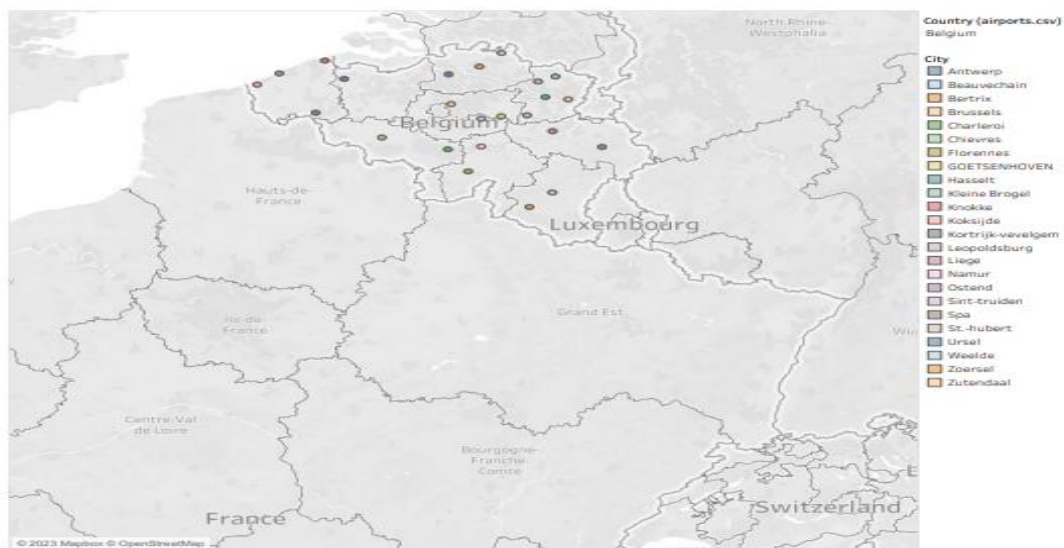 North Rhine-
Westphalia
Belgium
Hauts-de-
France
Luxembourg
Ile-de-
France
Grand Est
Centre-Val
de Loire
Bourgogne-
Franche-
Comté
France
Switzerland
© 2023 Mapbox © OpenStreetMap
Country (airports.csv)
Belgium
City
Antwerp
Beauvechain
Bertrix
Brussels
Charleroi
Chievres
Florennes
GOETSENHOVEN
Hasselt
Kleine Brogel
Knokke
Koksijde
Kortrijk-vevelgem
Leopoldsburg
Liege
Namur
Ostend
Sint-truiden
Spa
St.-hubert
Ursel
Weelde
Zoersel
Zutendaal